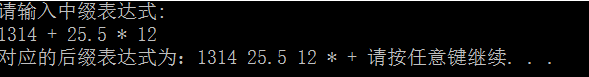 请输入中缀表达式:
1314 + 25.5 * 12
对应的后缀表达式为: 1314 25.5 12 * + 请按任意键继续. . .